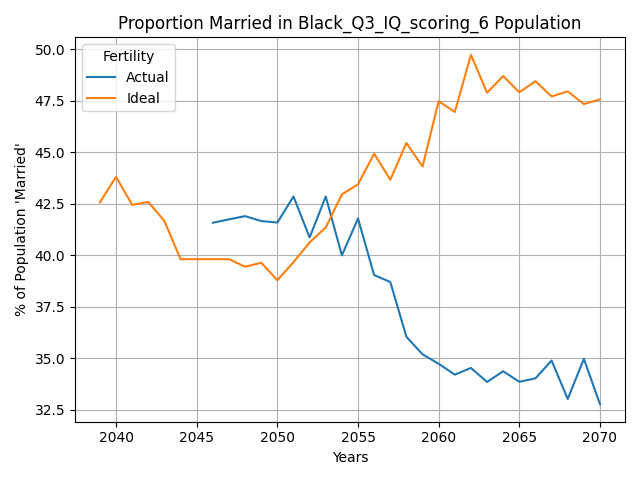 Proportion Married in Black_Q3_IQ_scoring_6 Population
% of Population 'Married'
50.0
47.5
45.0
42.5
40.0
37.5
35.0
32.5
Fertility
Actual
Ideal
2040 2045 2050 2055 2060 2065 2070
Years